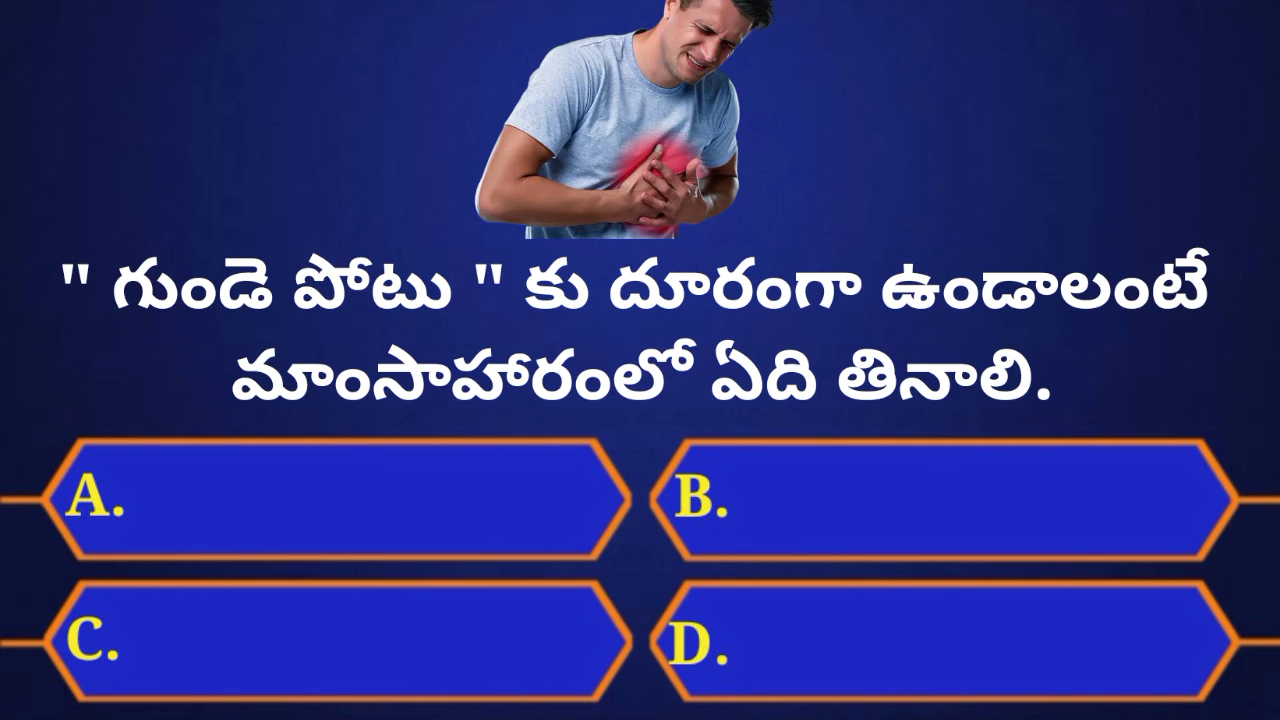 " గుండె పోటు " కు దూరంగా ఉండాలంటే
మాంసాహారంలో ఏది తినాలి.
A.
B.
C.
D.